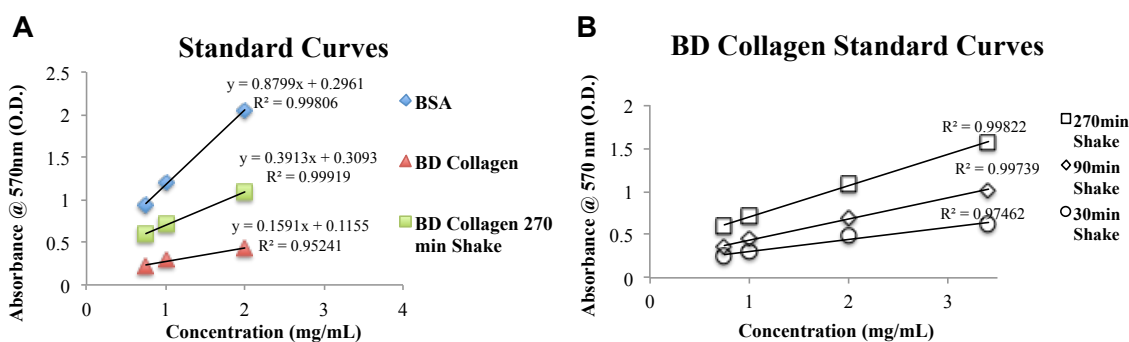 A
Standard Curves
Absorbance @ 570nm (O.D.)
2.5
2
1.5
1
0.5
0
0
1
2
3
4
Concentration (mg/mL)
y = 0.8799x + 0.2961
R² = 0.99806
y = 0.3913x + 0.3093
R² = 0.99919
y = 0.1591x + 0.1155
R² = 0.95241
BSA
BD Collagen
BD Collagen 270
min Shake
B
BD Collagen Standard Curves
Absorbance @ 570 nm (O.D.)
2
1.5
1
0.5
0
0
1
2
3
Concentration (mg/mL)
R² = 0.99822
R² = 0.99739
R² = 0.97462
270min
Shake
90min
Shake
30min
Shake